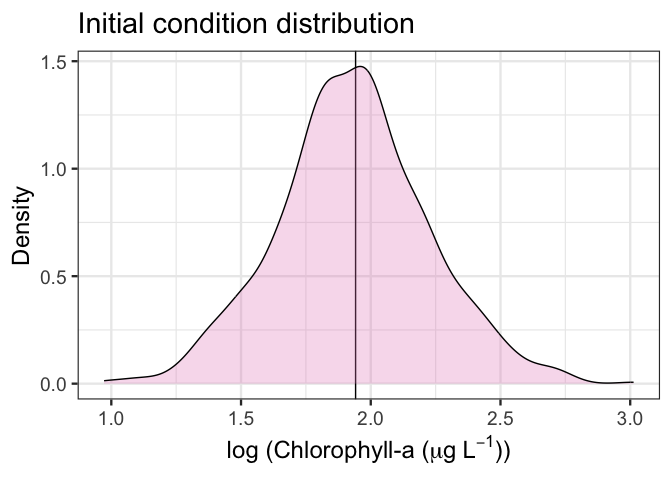 Initial condition distribution
1.5
1.0
0.5
0.0
Density
1.0 1.5 2.0 2.5 3.0
log (Chlorophyll-a (μg L⁻¹))